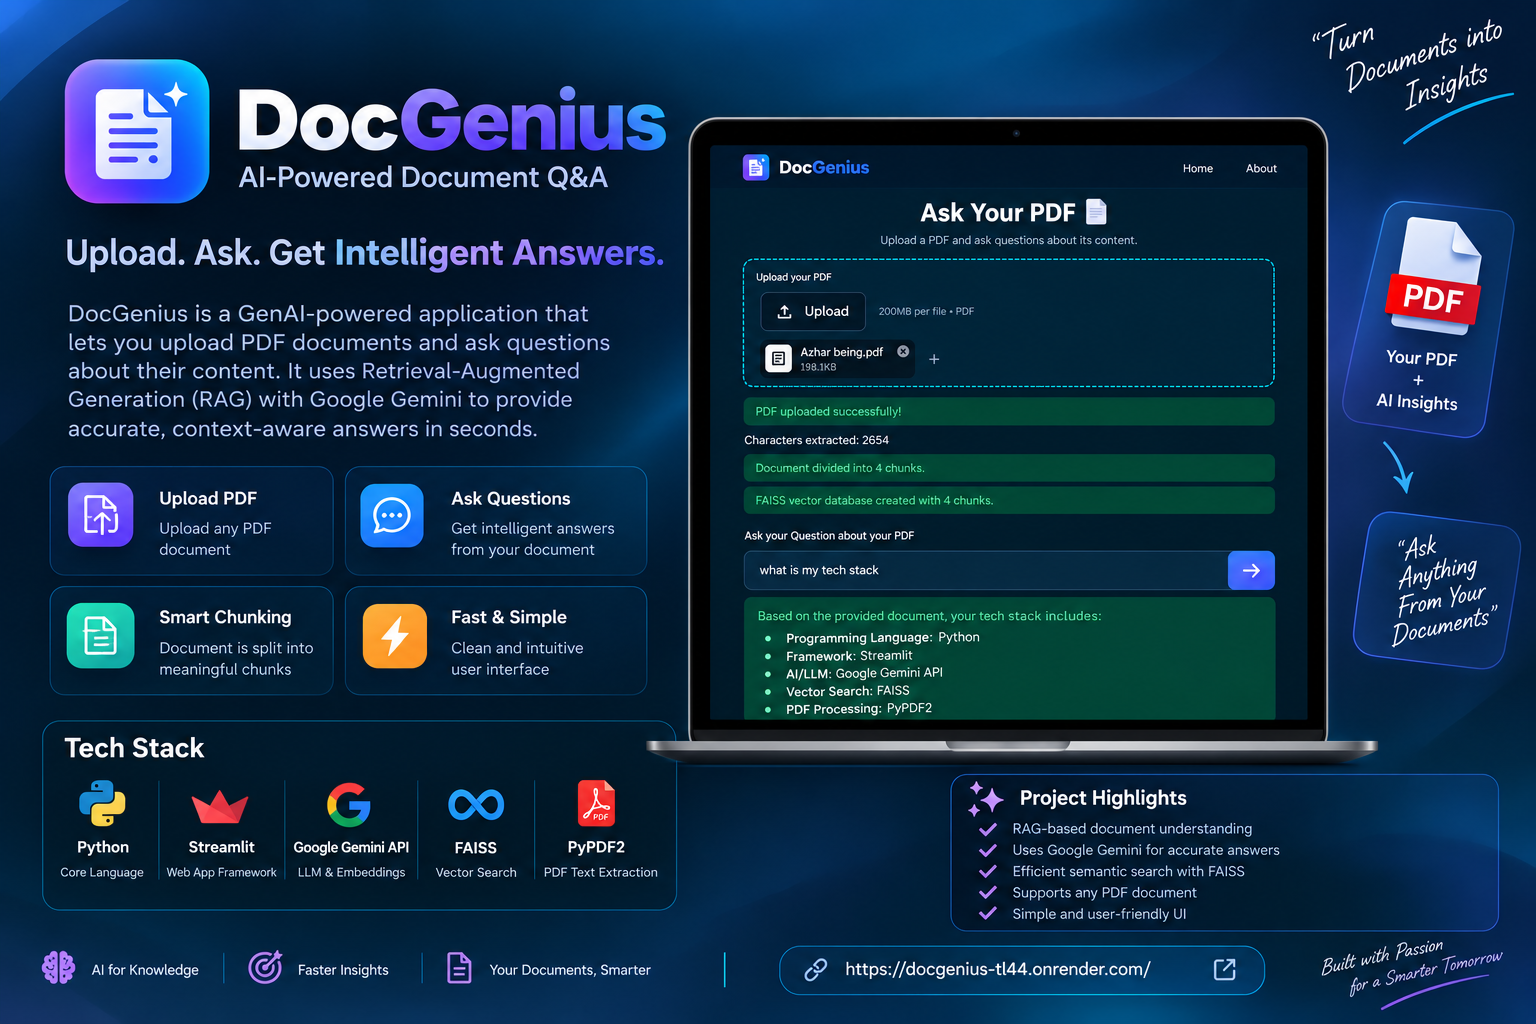 DocGenius
AI-Powered Document Q&A
Upload. Ask. Get Intelligent Answers.
DocGenius is a GenAI-powered application that
lets you upload PDF documents and ask questions
about their content. It uses Retrieval-Augmented
Generation (RAG) with Google Gemini to provide
accurate, context-aware answers in seconds.
Upload PDF
Upload any PDF
document
Ask Questions
Get intelligent answers
from your document
Smart Chunking
Document is split into
meaningful chunks
Fast & Simple
Clean and intuitive
user interface
Tech Stack
Python
Core Language
Streamlit
Web App Framework
Google Gemini API
LLM & Embeddings
FAISS
Vector Search
PDF
PyPDF2
PDF Text Extraction
DocGenius
Home
About
Ask Your PDF
Upload a PDF and ask questions about its content.
Upload your PDF
Upload
200MB per file • PDF
Azhar being.pdf
198.1KB
PDF uploaded successfully!
Characters extracted: 2654
Document divided into 4 chunks.
FAISS vector database created with 4 chunks.
Ask your Question about your PDF
what is my tech stack
Based on the provided document, your tech stack includes:
• Programming Language: Python
• Framework: Streamlit
• AI/LLM: Google Gemini API
• Vector Search: FAISS
• PDF Processing: PyPDF2
"Turn
Documents into
Insights
PDF
Your PDF
+
AI Insights
"Ask
Anything
From Your
Documents"
Project Highlights
RAG-based document understanding
Uses Google Gemini for accurate answers
Efficient semantic search with FAISS
Supports any PDF document
Simple and user-friendly UI
AI for Knowledge
Faster Insights
Your Documents, Smarter
https://docgenius-tl44.onrender.com/
Built with Passion
for a Smarter Tomorrow